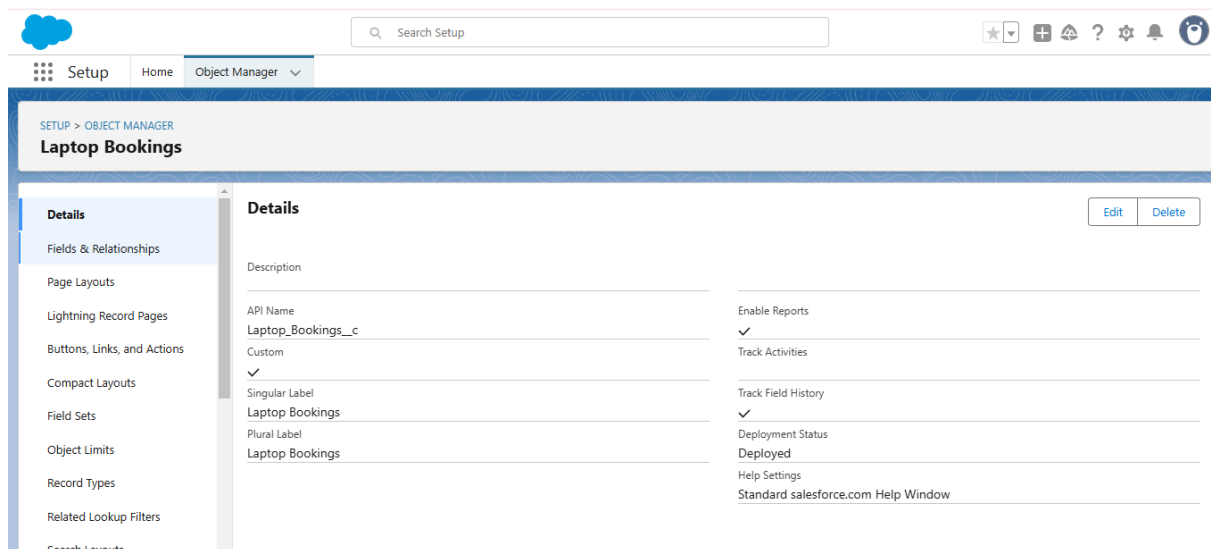 Search Setup
Setup
Home
Object Manager
SETUP > OBJECT MANAGER
Laptop Bookings
Details
Fields & Relationships
Page Layouts
Lightning Record Pages
Buttons, Links, and Actions
Compact Layouts
Field Sets
Object Limits
Record Types
Related Lookup Filters
Search Layouts
Details
Edit
Delete
Description
API Name
Laptop_Bookings__c
Custom
Singular Label
Laptop Bookings
Plural Label
Laptop Bookings
Enable Reports
Track Activities
Track Field History
Deployment Status
Deployed
Help Settings
Standard salesforce.com Help Window